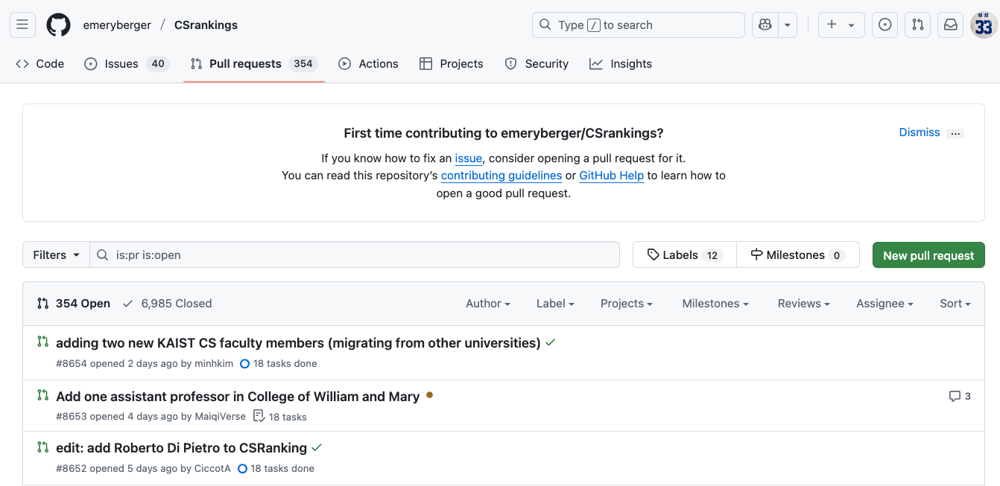 emeryberger / CSrankings
Type / to search
33
Code
Issues 40
Pull requests 354
Actions
Projects
Security
Insights
First time contributing to emeryberger/CSrankings?
Dismiss ...
If you know how to fix an issue, consider opening a pull request for it.
You can read this repository’s contributing guidelines or GitHub Help to learn how to
open a good pull request.
Filters
is:pr is:open
Labels 12
Milestones 0
New pull request
354 Open
6,985 Closed
Author
Label
Projects
Milestones
Reviews
Assignee
Sort
adding two new KAIST CS faculty members (migrating from other universities)
#8654 opened 2 days ago by minhkim 18 tasks done
Add one assistant professor in College of William and Mary
3
#8653 opened 4 days ago by MaiqiVerse 18 tasks
edit: add Roberto Di Pietro to CSRanking
#8652 opened 5 days ago by CiccotA 18 tasks done